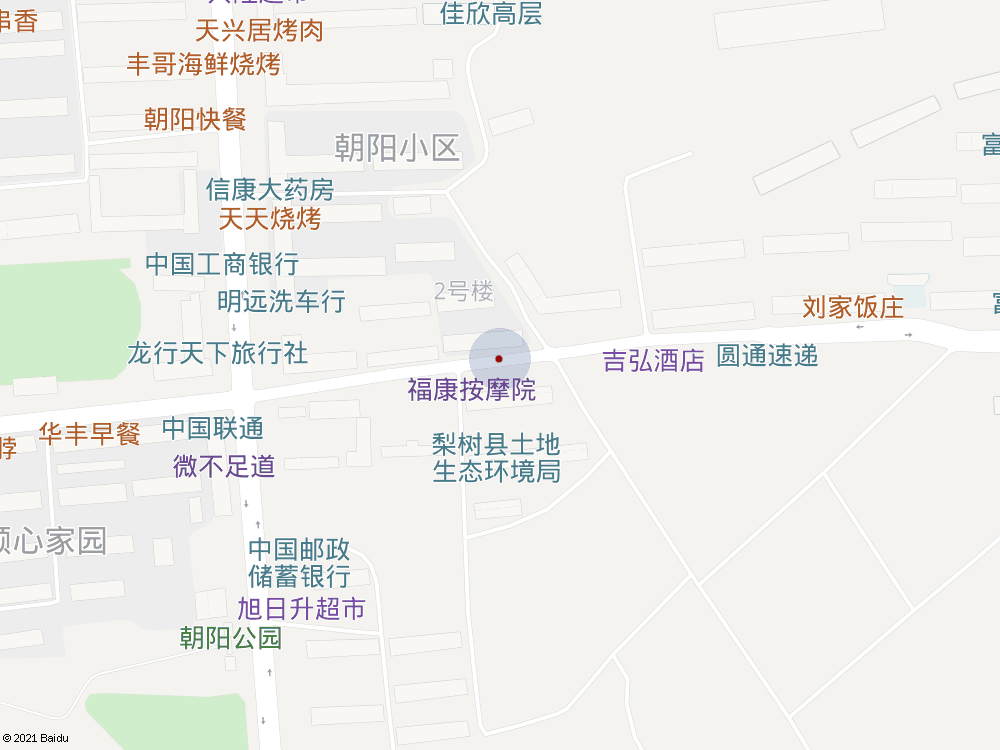 佳欣高层
串香
天兴居烤肉
丰哥海鲜烧烤
朝阳快餐
朝阳小区
信康大药房
天天烧烤
中国工商银行
2号楼
明远洗车行
刘家饭庄
龙行天下旅行社
吉弘酒店
圆通速递
福康按摩院
中国联通
华丰早餐
微不足道
梨树县土地
生态环境局
心家园
中国邮政
储蓄银行
旭日升超市
朝阳公园
© 2021 Baidu